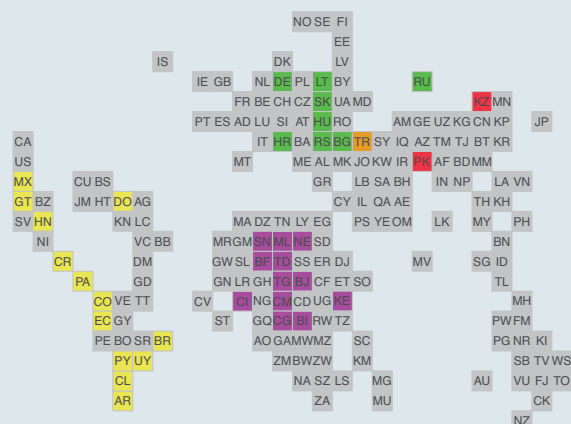 NO SE FI
EE
IS DK LV
IE GB NL DE PL LT BY RU
FR BE CH CZ SK UA MD KZ MN
PT ES AD LU SI AT HU RO AM GE UZ KG CN KP JP
CA IT HR BA RS BG TR SY IQ AZ TM TJ BT KR
US MT ME AL MK JO KW IR PK AF BD MM
MX CU BS GR LB SA BH IN NP LA VN
GT BZ JM HT DO AG CY IL QA AE TH KH
SV HN KN LC MA DZ TN LY EG PS YE OM LK MY PH
NI VC BB MR GM SN ML NE SD BN
CR DM GW SL BF TD SS ER DJ MV SG ID
PA GD GN LR GH TG BJ CF ET SO TL
CO VE TT CV CI NG CM CD UG KE MH
EC GY ST GQ CG BI RW TZ PW FM
PE BO SR BR AO GA MW MZ SC PG NR KI
PY UY ZM BW ZW KM SB TV WS
CL NA SZ LS MG AU VU FJ TO
AR ZA MU CK
NZ